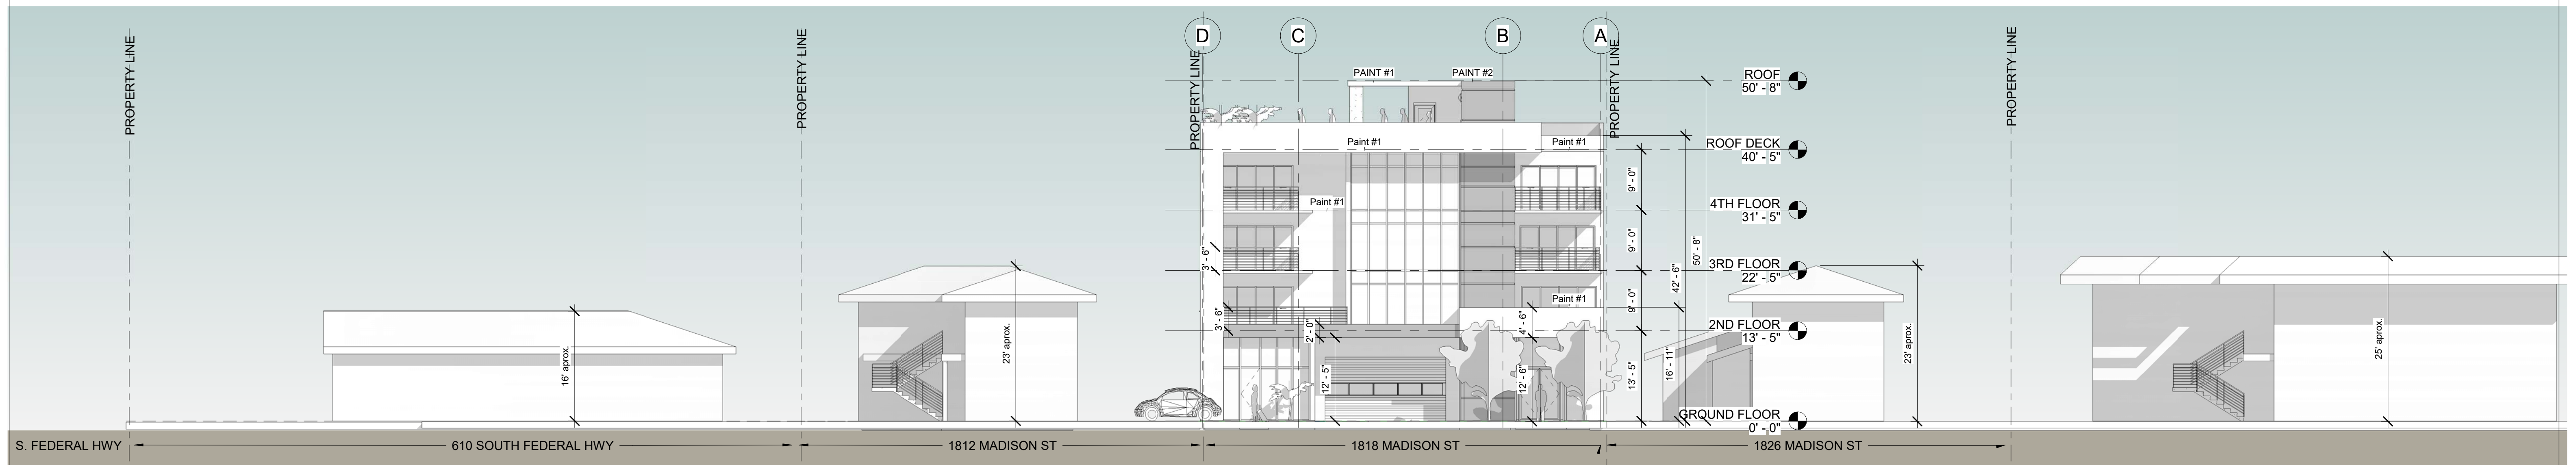 PROPERTY LINE
PROPERTY LINE
PROPERTY LINE
D
C
B
A
PROPERTY LINE
PROPERTY LINE
PAINT #1
PAINT #2
ROOF
50' - 8"
Paint #1
Paint #1
ROOF DECK
40' - 5"
9' - 0"
Paint #1
4TH FLOOR
31' - 5"
3' - 6"
9' - 0"
50' - 8"
3RD FLOOR
22' - 5"
42' - 6"
Paint #1
9' - 0"
3' - 6"
2' - 0"
4' - 6"
2ND FLOOR
13' - 5"
16' aprox.
23' aprox.
12' - 5"
12' - 6"
13' - 5"
16' - 11"
23' aprox.
25' aprox.
GROUND FLOOR
0' - 0"
S. FEDERAL HWY
610 SOUTH FEDERAL HWY
1812 MADISON ST
1818 MADISON ST
1826 MADISON ST